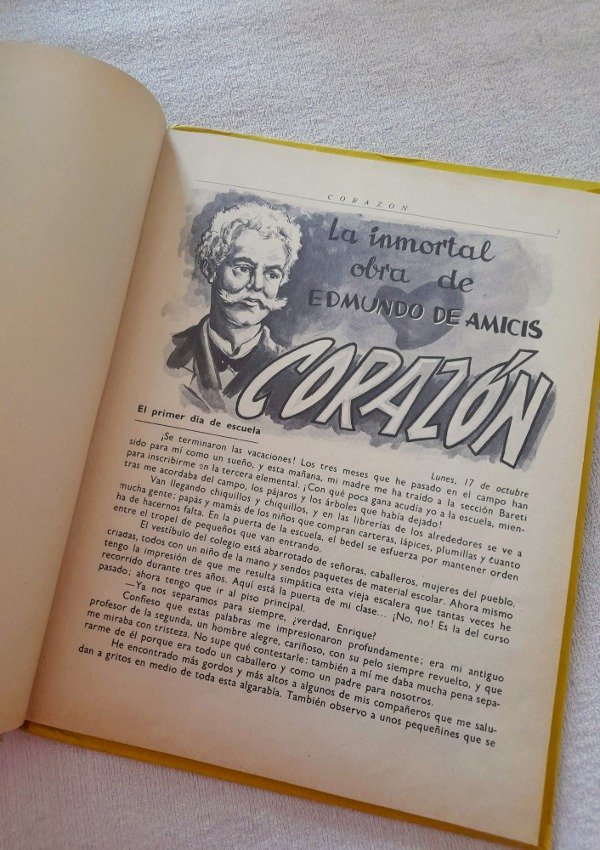 CORAZON
1
La inmortal
obra de
EDMUNDO DE AMICIS
CORAZÓN
El primer día de escuela
Lunes, 17 de octubre
¡Se terminaron las vacaciones! Los tres meses que he pasado en el campo han
sido para mí como un sueño, y esta mañana, mi madre me ha traído a la sección Bareti
para inscribirme en la tercera elemental. ¡Con qué poca gana acudía yo a la escuela, mien-
tras me acordaba del campo, los pájaros y los árboles que había dejado!
Van llegando chiquillos y chiquillos, y en las librerías de los alrededores se ve a
mucha gente; papás y mamás de los niños que compran carteras, lápices, plumillas y cuanto
ha de hacernos falta. En la puerta de la escuela, el bedel se esfuerza por mantener orden
entre el tropel de pequeños que van entrando.
El vestíbulo del colegio está abarrotado de señoras, caballeros, mujeres del pueblo,
criadas, todos con un niño de la mano y sendos paquetes de material escolar. Ahora mismo
tengo la impresión de que me resulta simpática esta vieja escalera que tantas veces he
recorrido durante tres años. Aquí está la puerta de mi clase... ¡No, no! Es la del curso
pasado; ahora tengo que ir al piso principal.
—Ya nos separamos para siempre, ¿verdad, Enrique?
Confieso que estas palabras me impresionaron profundamente; era mi antiguo
profesor de la segunda, un hombre alegre, cariñoso, con su pelo siempre revuelto, y que
me miraba con tristeza. No supe qué contestarle: también a mí me daba mucha pena sepa-
rarme de él porque era todo un caballero y como un padre para nosotros.
He encontrado más gordos y más altos a algunos de mis compañeros que me salu-
dan a gritos en medio de toda esta algarabía. También observo a unos pequeñines que se